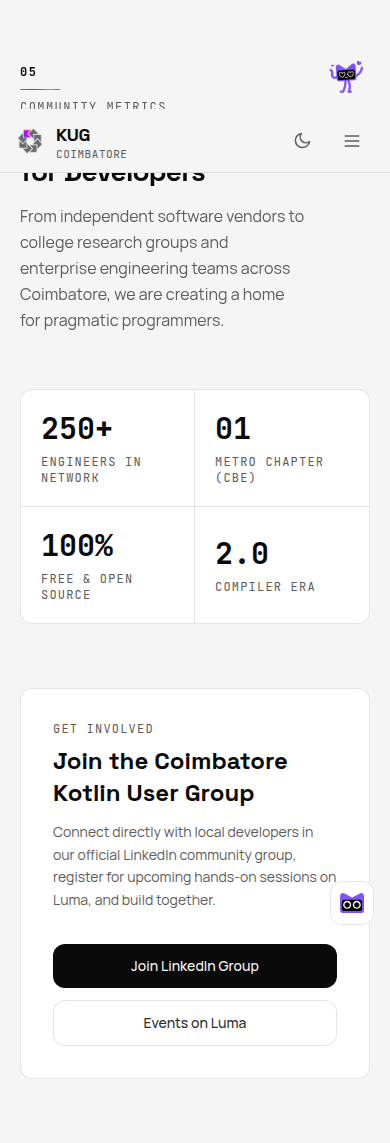 05
COMMUNITY METRICS
KUG
COIMBATORE
for Developers
From independent software vendors to
college research groups and
enterprise engineering teams across
Coimbatore, we are creating a home
for pragmatic programmers.
250+
ENGINEERS IN
NETWORK
01
METRO CHAPTER
(CBE)
100%
FREE & OPEN
SOURCE
2.0
COMPILER ERA
GET INVOLVED
Join the Coimbatore
Kotlin User Group
Connect directly with local developers in
our official LinkedIn community group,
register for upcoming hands-on sessions on
Luma, and build together.
Join LinkedIn Group
Events on Luma